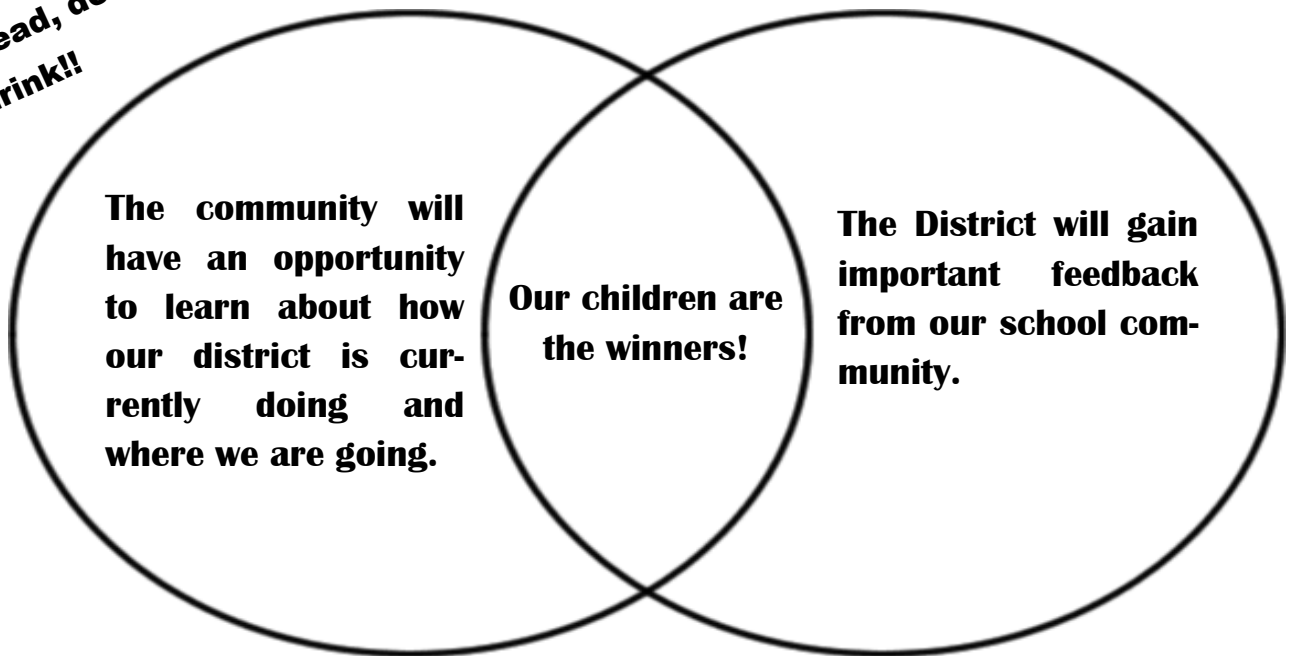 rink!!
The community will
have an opportunity
to learn about how
our district is cur-
rently doing and
where we are going.
Our children are
the winners!
The District will gain
important feedback
from our school com-
munity.